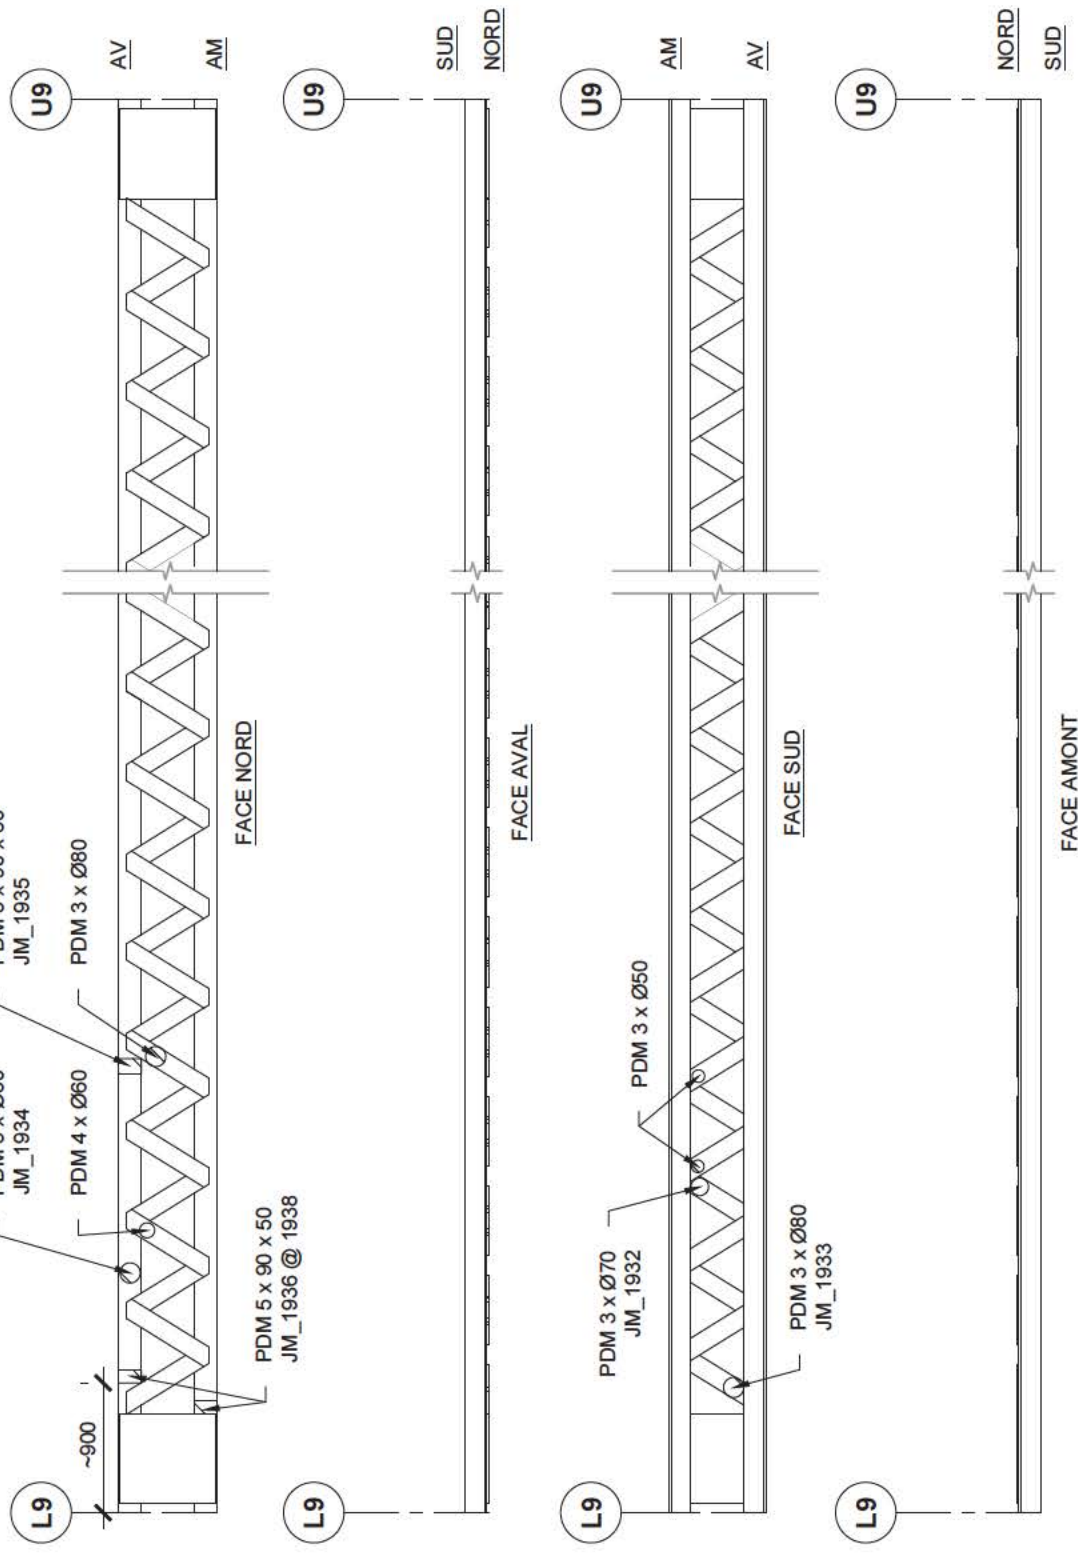 JM_1934
JM_1935
PDM 4 x Ø60
PDM 3 x Ø80
L9
U9
~900
AV
AM
PDM 5 x 90 x 50
JM_1936 @ 1938
FACE NORD
L9
U9
SUD
NORD
FACE AVAL
L9
U9
PDM 3 x Ø70
JM_1932
PDM 3 x Ø50
AM
AV
PDM 3 x Ø80
JM_1933
FACE SUD
L9
U9
NORD
SUD
FACE AMONT